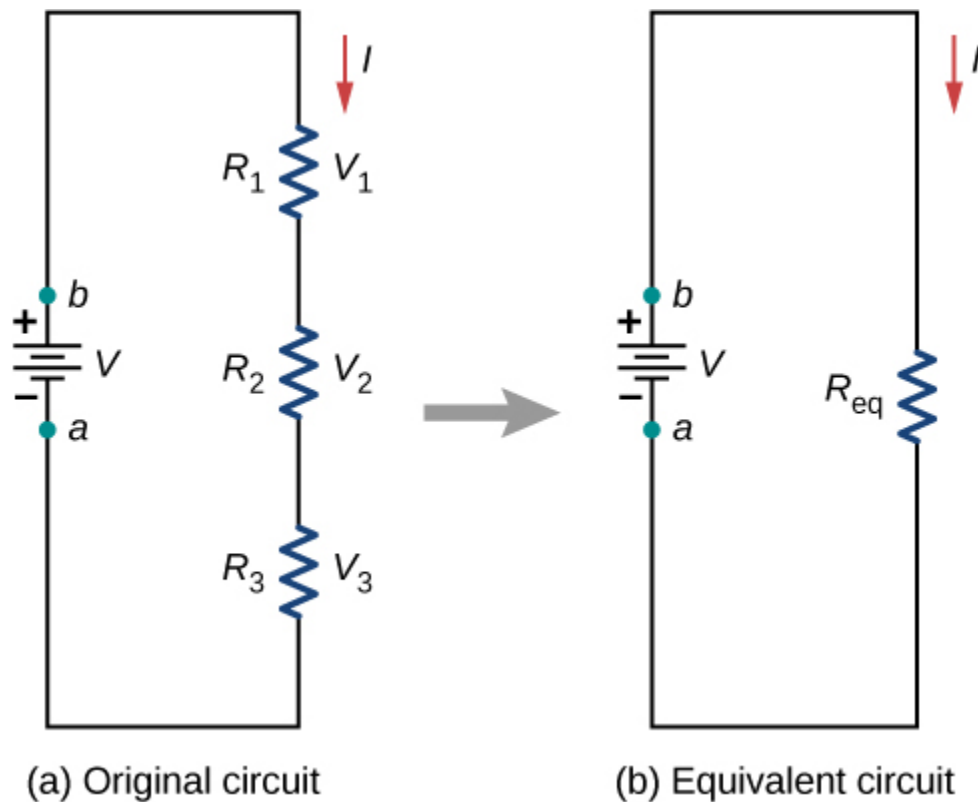 I
R1 V1
b
+
V
R2 V2
−
a
R3 V3
(a) Original circuit
I
b
+
V
Req
−
a
(b) Equivalent circuit